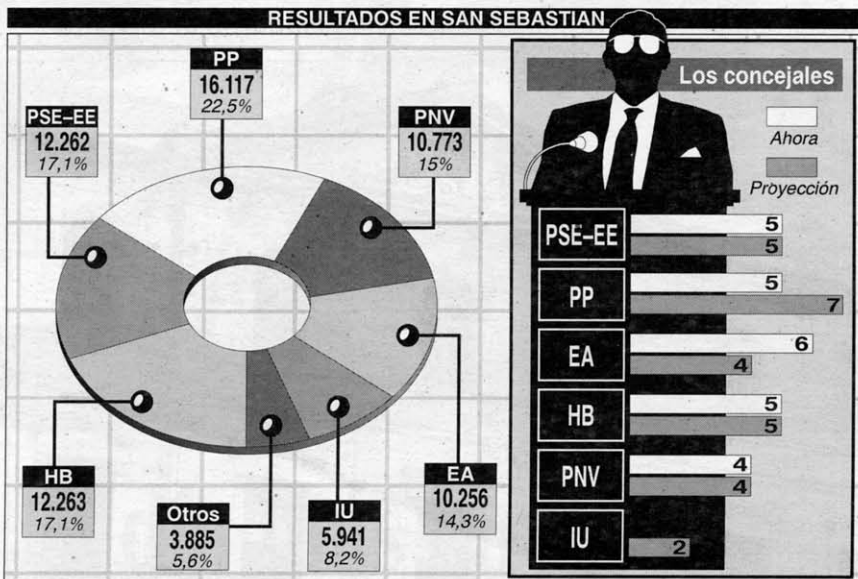 RESULTADOS EN SAN SEBASTIAN
PP
16.117
22,5%
PSE–EE
12.262
17,1%
PNV
10.773
15%
HB
12.263
17,1%
Otros
3.885
5,6%
IU
5.941
8,2%
EA
10.256
14,3%
Los concejales
Ahora
Proyección
PSE–EE
5
5
PP
5
7
EA
6
4
HB
5
5
PNV
4
4
IU
2